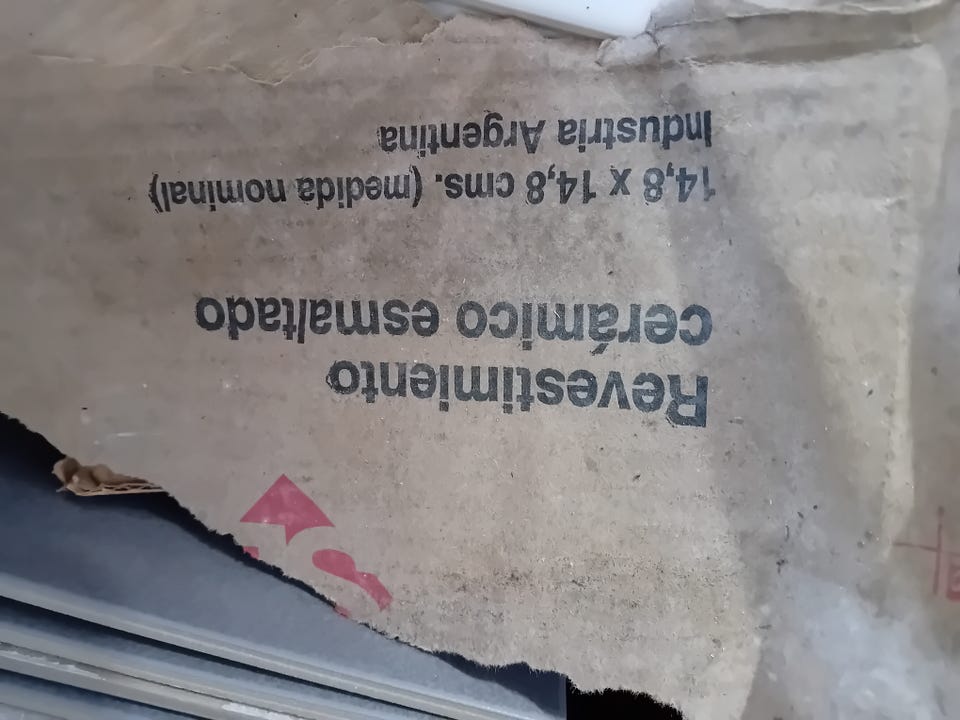 Revestimiento
cerámico esmaltado
14,8 x 14,8 cms. (medida nominal)
Industria Argentina